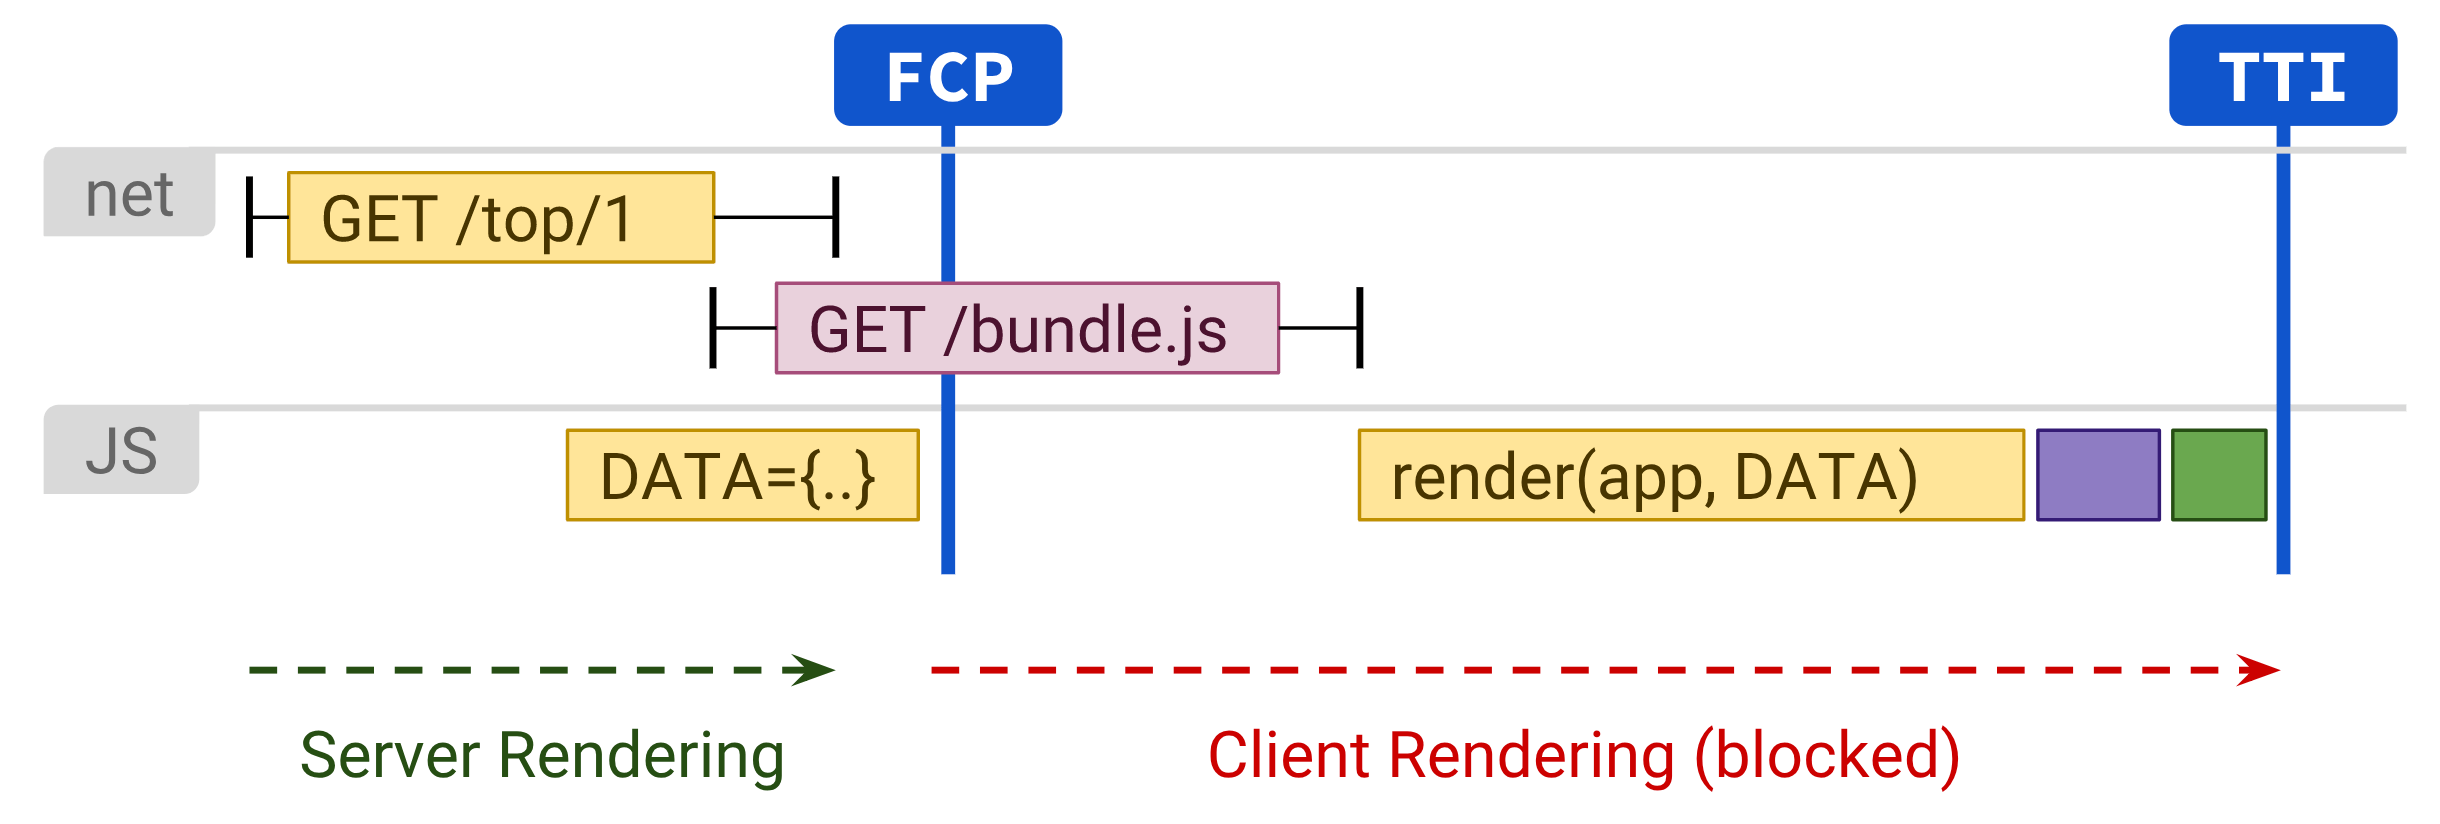 FCP
TTI
net
GET /top/1
GET /bundle.js
JS
DATA={..}
render(app, DATA)
Server Rendering
Client Rendering (blocked)